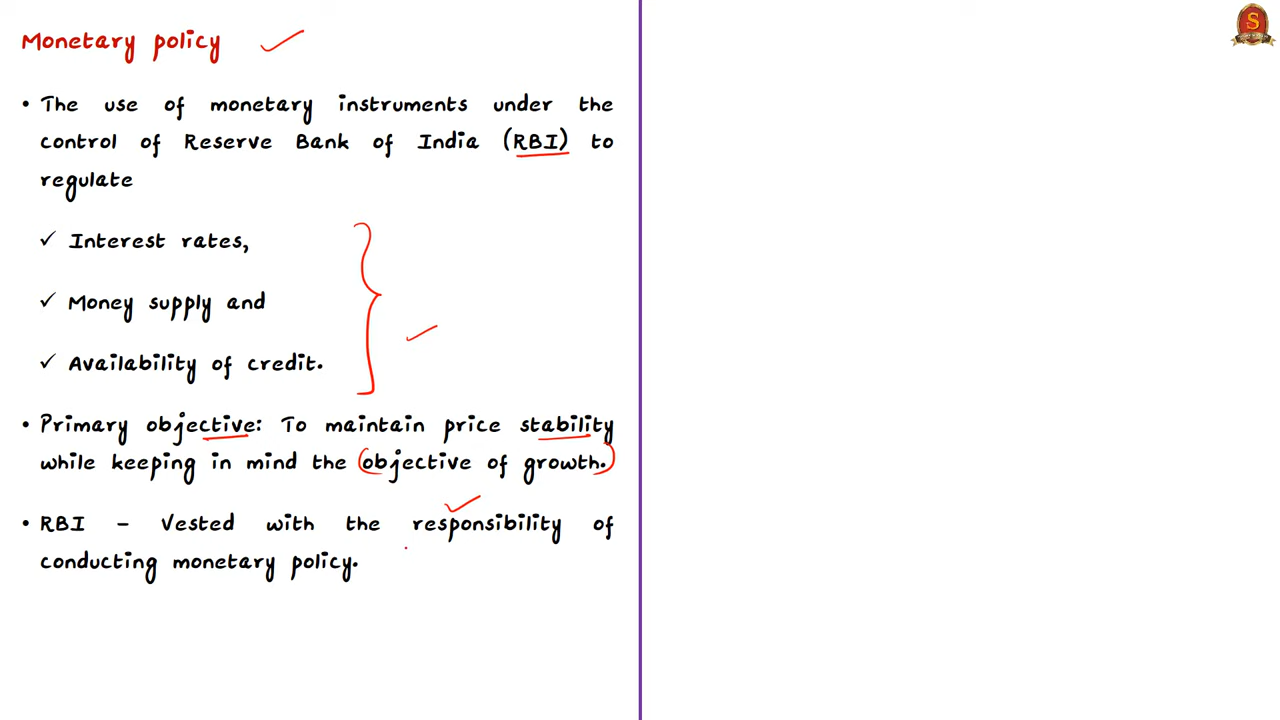 Monetary policy
• The use of monetary instruments under the
control of Reserve Bank of India (RBI) to
regulate
✓ Interest rates,
✓ Money supply and
✓ Availability of credit.
• Primary objective: To maintain price stability
while keeping in mind the objective of growth.
• RBI – Vested with the responsibility of
conducting monetary policy.
S